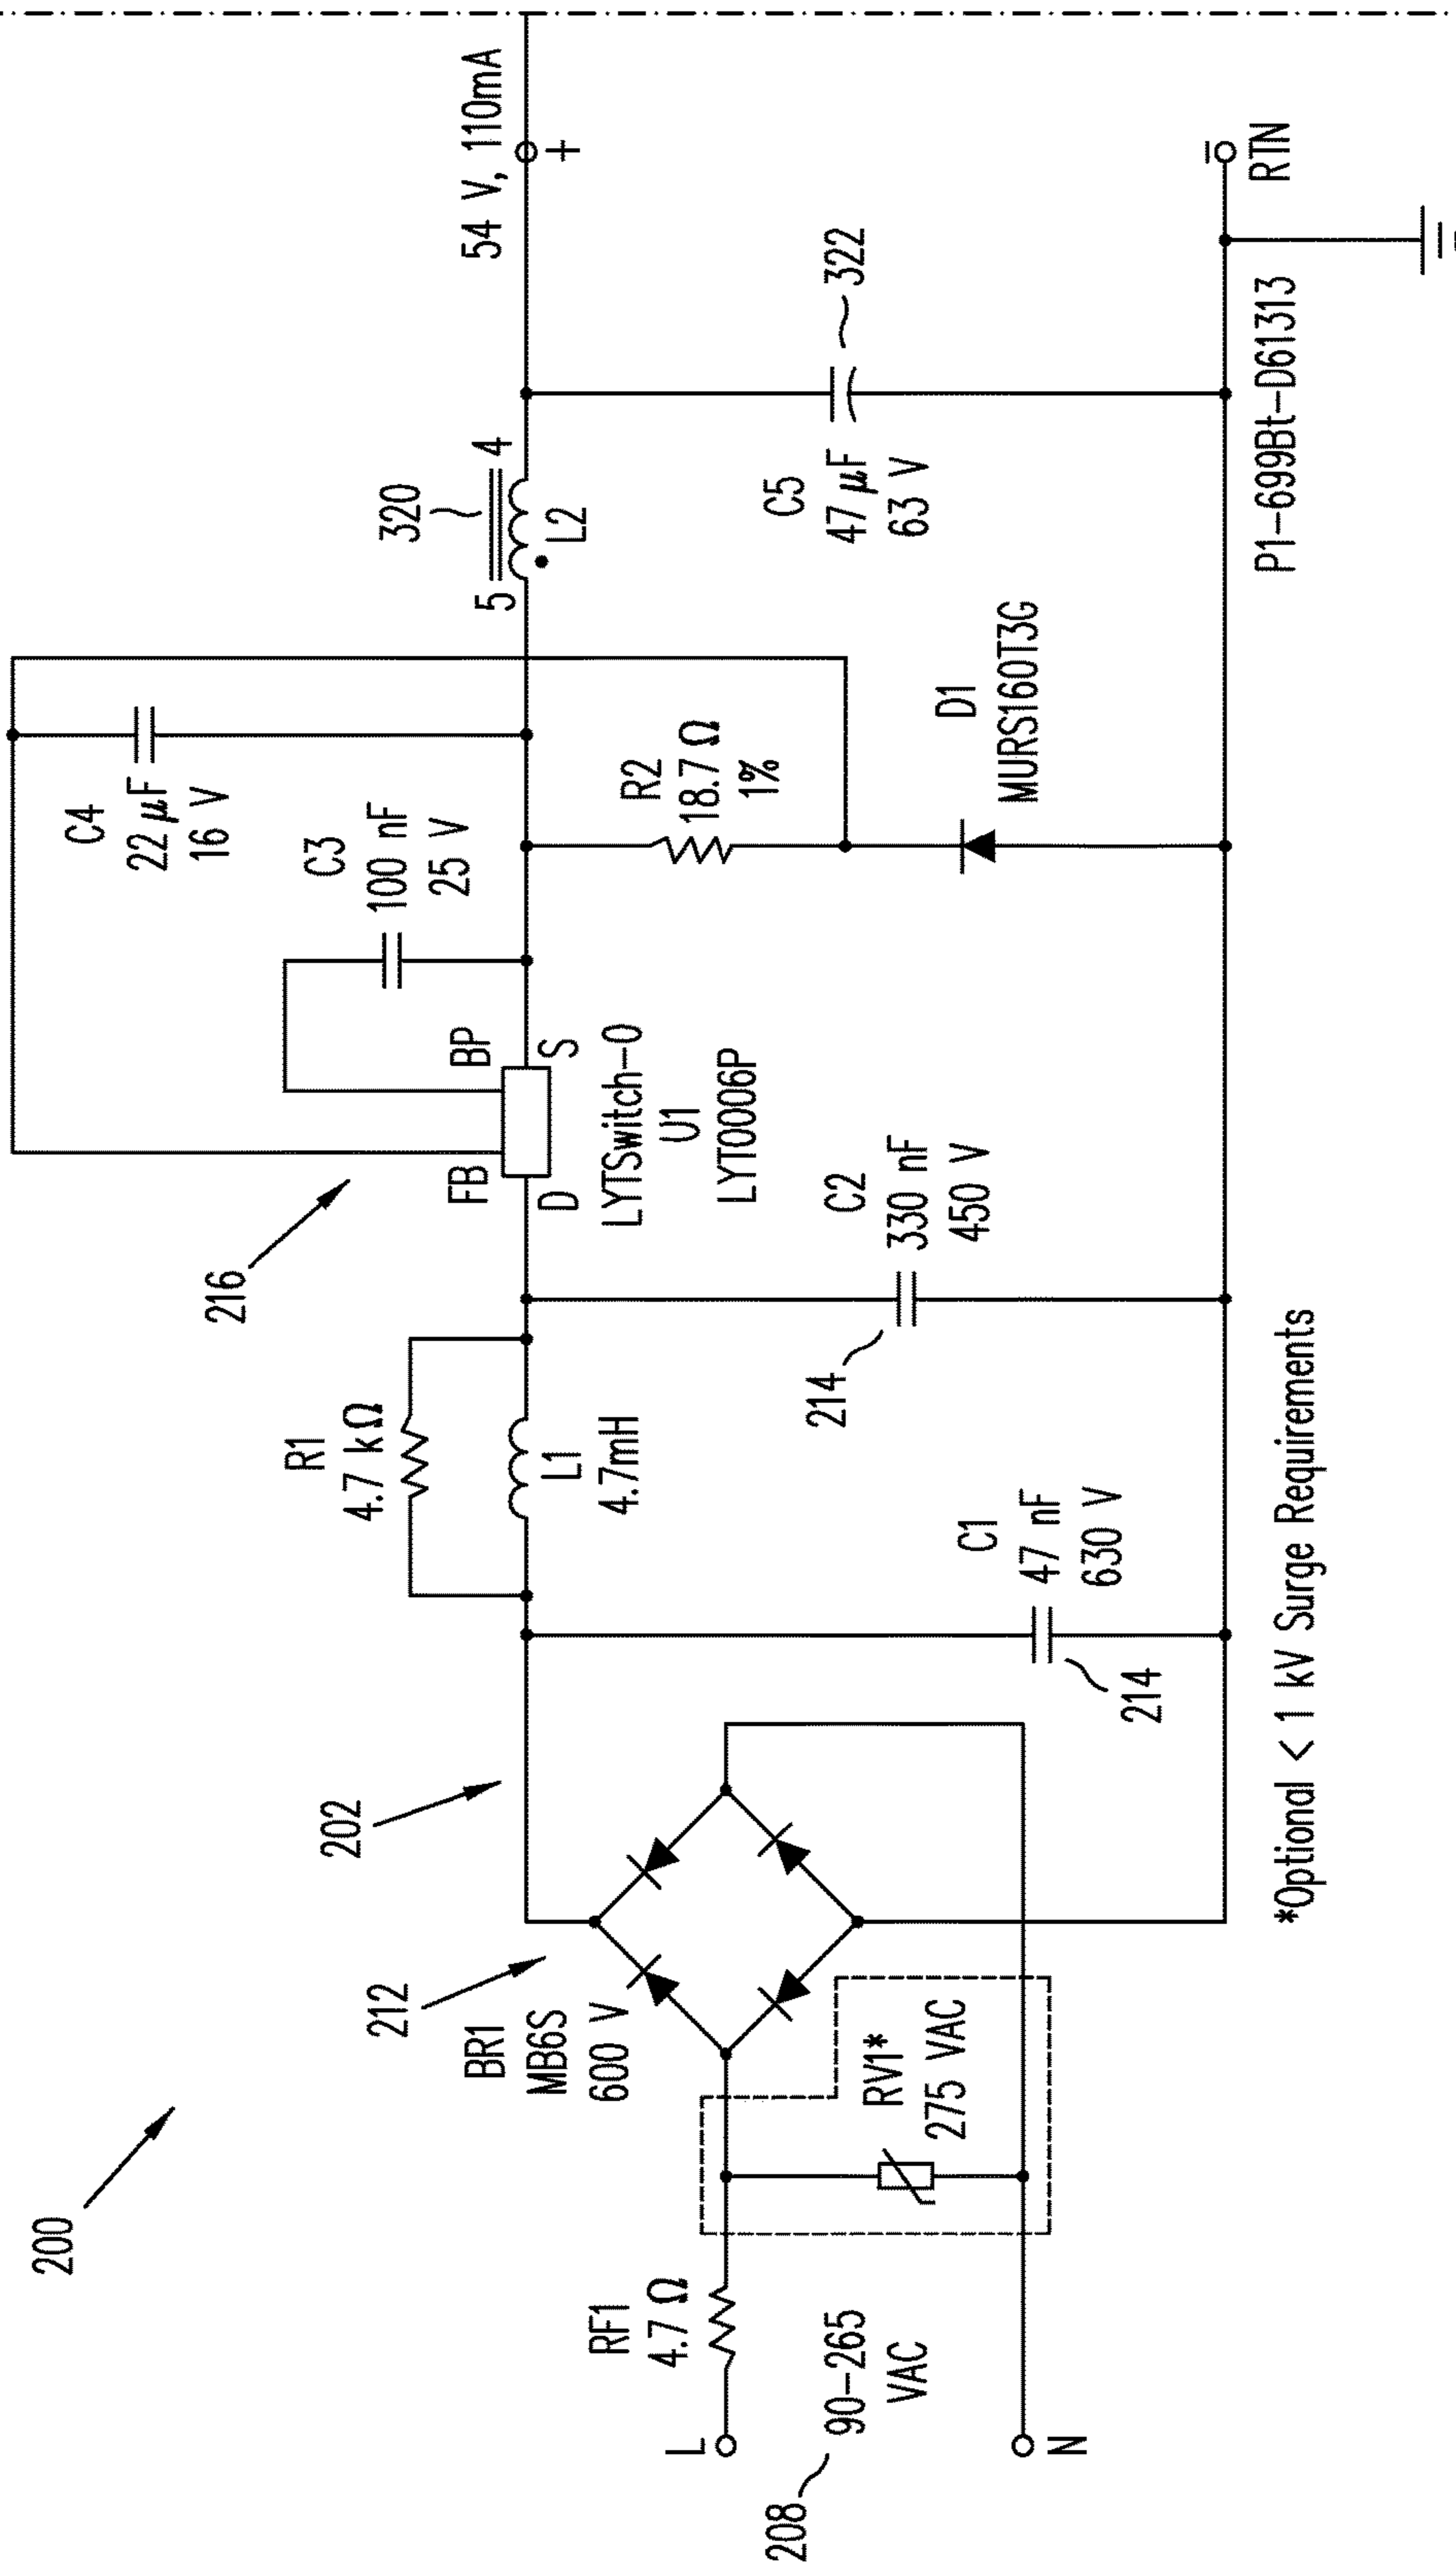 200
208
L
90–265
VAC
N
RF1
4.7 Ω
RV1*
275 VAC
212
BR1
MB6S
600 V
202
C1
47 nF
630 V
214
R1
4.7 kΩ
L1
4.7mH
C2
330 nF
450 V
214
216
FB
BP
D
S
LYTSwitch–0
U1
LYT0006P
C3
100 nF
25 V
C4
22 µF
16 V
R2
18.7 Ω
1%
D1
MURS160T3G
320
5
4
L2
C5
47 µF
63 V
322
54 V, 110mA
+
–
RTN
P1–699Bt–D61313
*Optional < 1 kV Surge Requirements